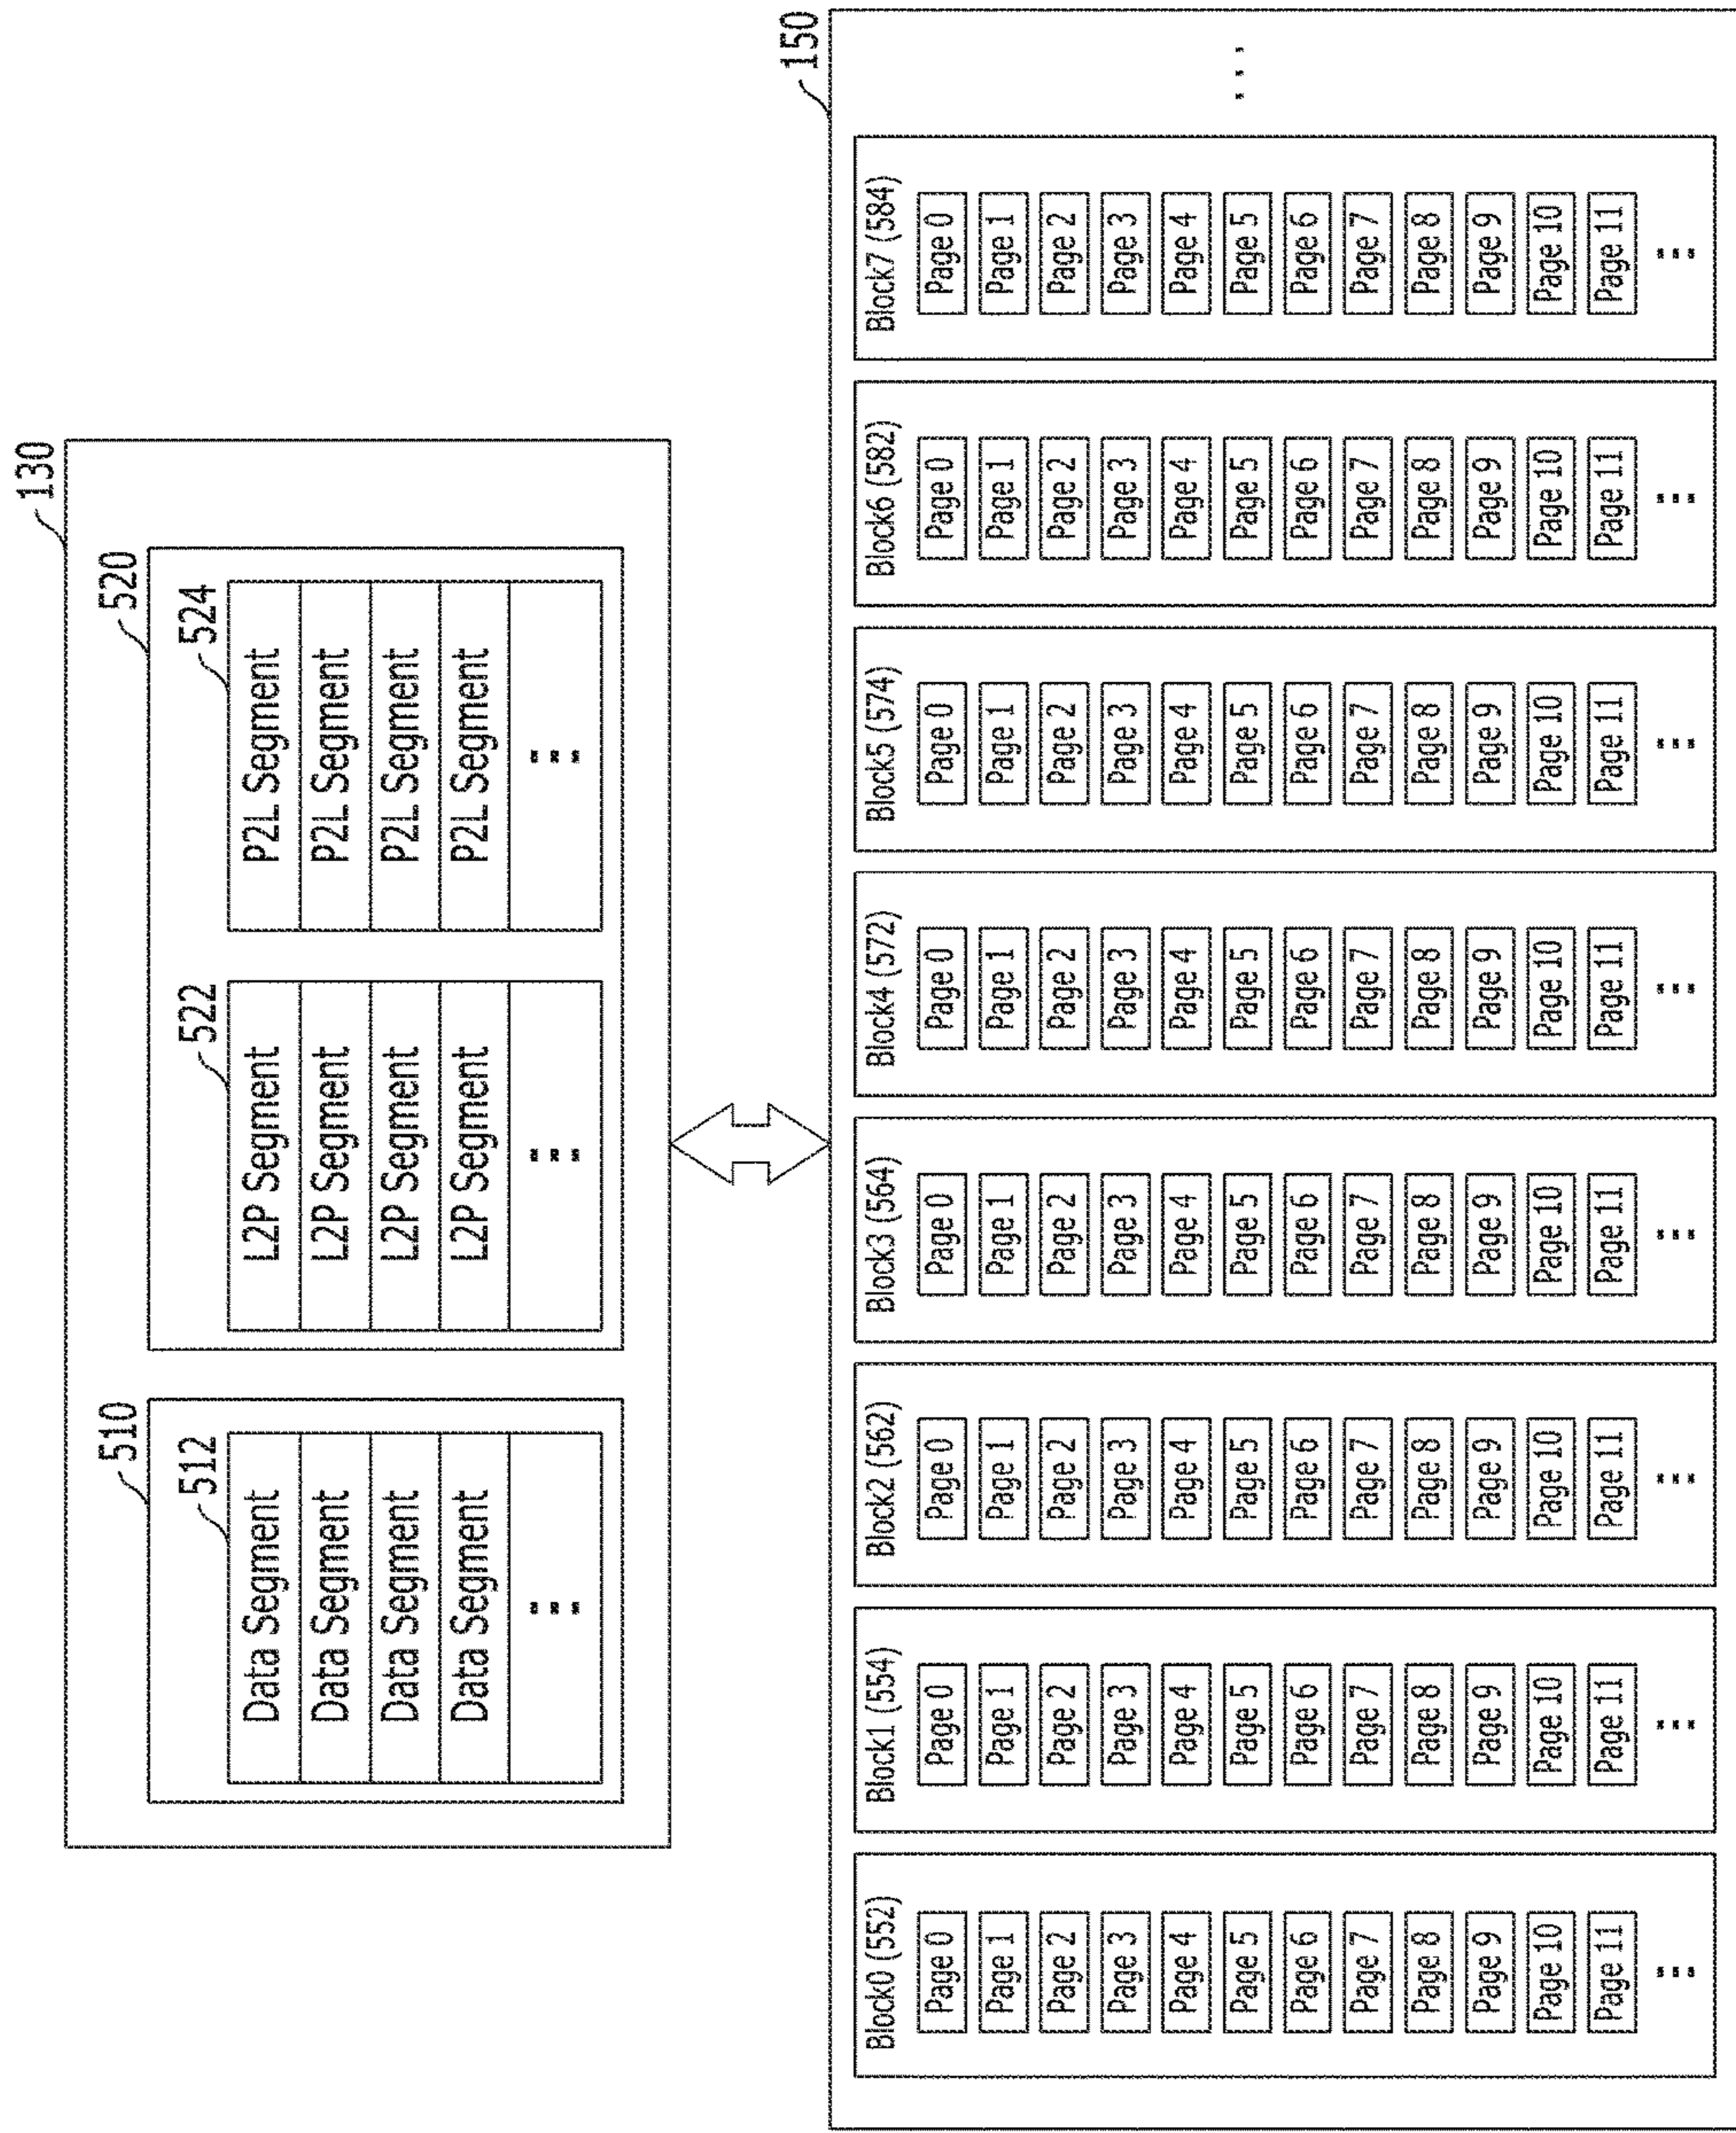 130
510
512
Data Segment
Data Segment
Data Segment
Data Segment
520
522
L2P Segment
L2P Segment
L2P Segment
L2P Segment
524
P2L Segment
P2L Segment
P2L Segment
P2L Segment
150
Block0 (552)
Page 0
Page 1
Page 2
Page 3
Page 4
Page 5
Page 6
Page 7
Page 8
Page 9
Page 10
Page 11
Block1 (554)
Page 0
Page 1
Page 2
Page 3
Page 4
Page 5
Page 6
Page 7
Page 8
Page 9
Page 10
Page 11
Block2 (562)
Page 0
Page 1
Page 2
Page 3
Page 4
Page 5
Page 6
Page 7
Page 8
Page 9
Page 10
Page 11
Block3 (564)
Page 0
Page 1
Page 2
Page 3
Page 4
Page 5
Page 6
Page 7
Page 8
Page 9
Page 10
Page 11
Block4 (572)
Page 0
Page 1
Page 2
Page 3
Page 4
Page 5
Page 6
Page 7
Page 8
Page 9
Page 10
Page 11
Block5 (574)
Page 0
Page 1
Page 2
Page 3
Page 4
Page 5
Page 6
Page 7
Page 8
Page 9
Page 10
Page 11
Block6 (582)
Page 0
Page 1
Page 2
Page 3
Page 4
Page 5
Page 6
Page 7
Page 8
Page 9
Page 10
Page 11
Block7 (584)
Page 0
Page 1
Page 2
Page 3
Page 4
Page 5
Page 6
Page 7
Page 8
Page 9
Page 10
Page 11